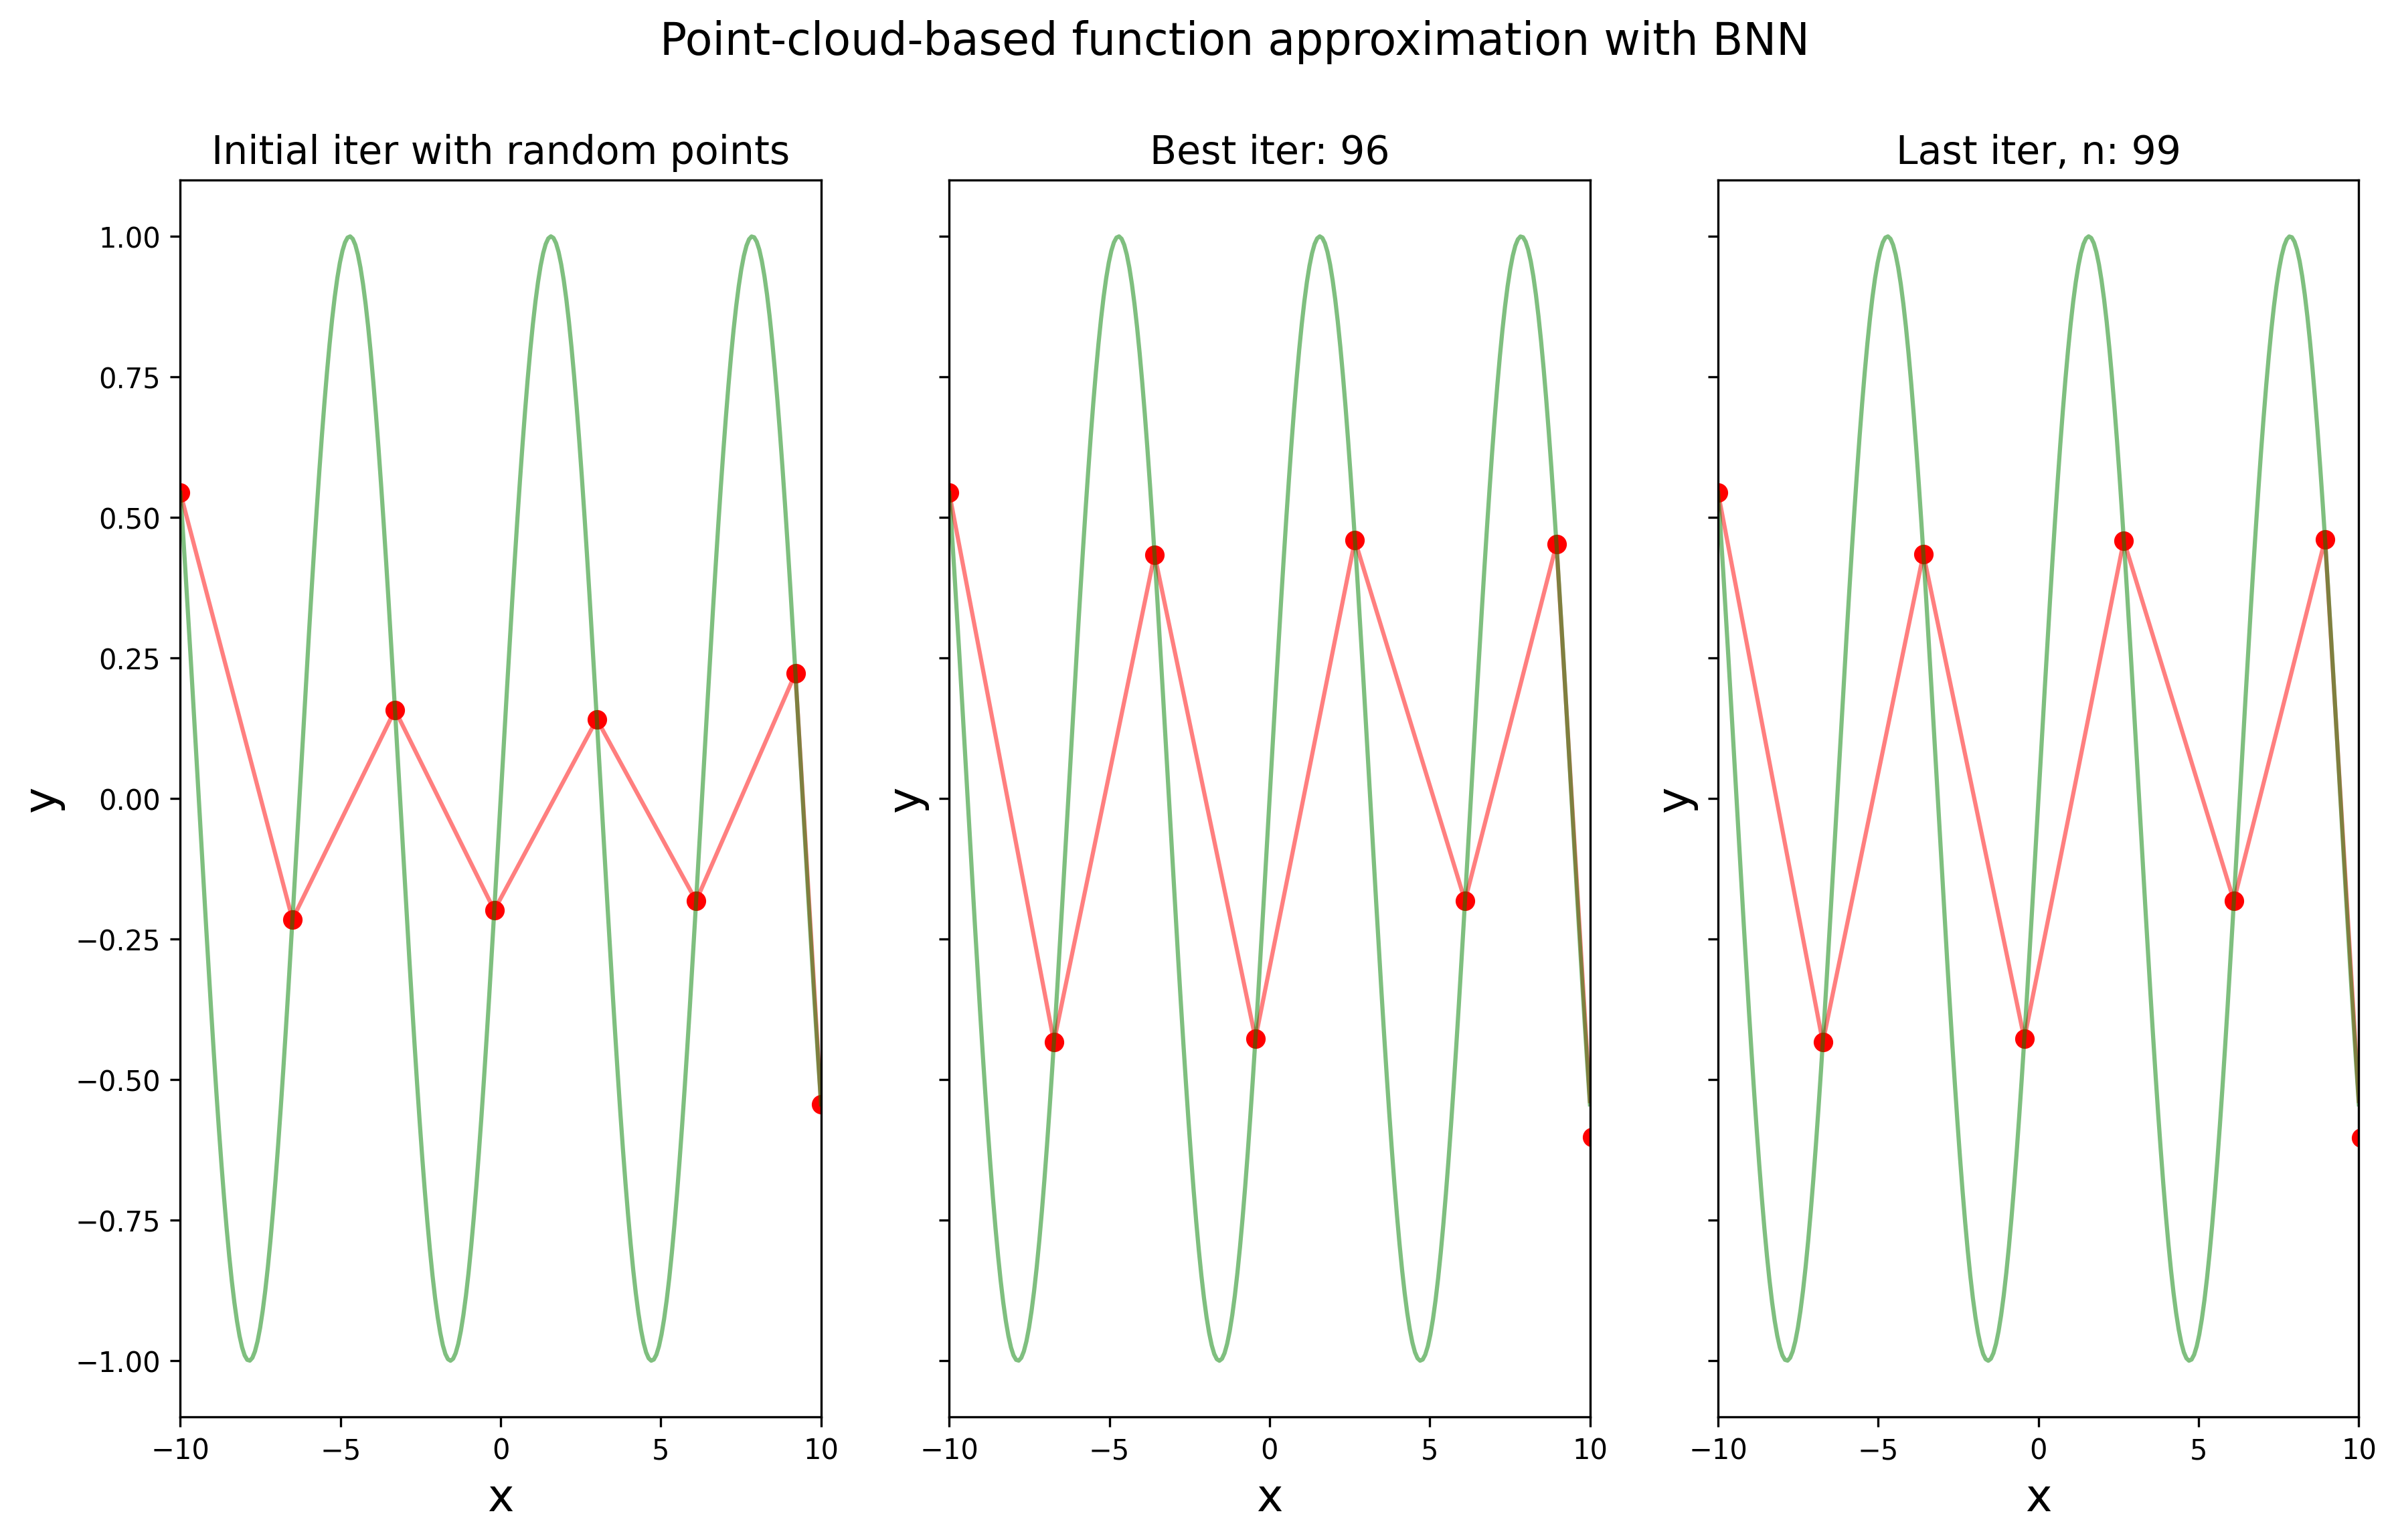 Point-cloud-based function approximation with BNN
Initial iter with random points
Best iter: 96
Last iter, n: 99
1.00
0.75
0.50
0.25
0.00
−0.25
−0.50
−0.75
−1.00
y
y
y
−10 −5 0 5 10
−10 −5 0 5 10
−10 −5 0 5 10
x
x
x